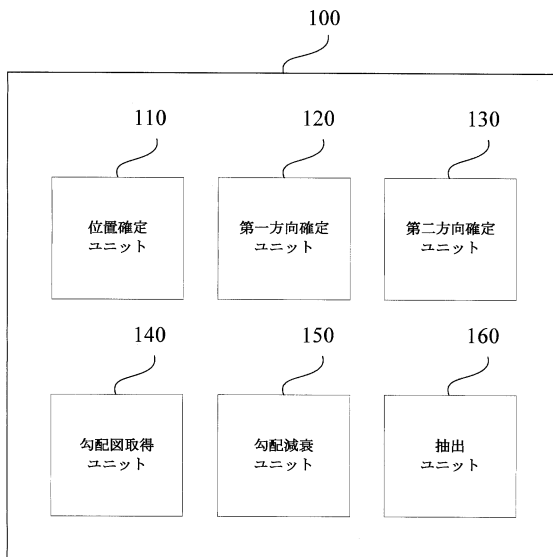 100
110
120
130
位置確定
ユニット
第一方向確定
ユニット
第二方向確定
ユニット
140
150
160
勾配図取得
ユニット
勾配減衰
ユニット
抽出
ユニット